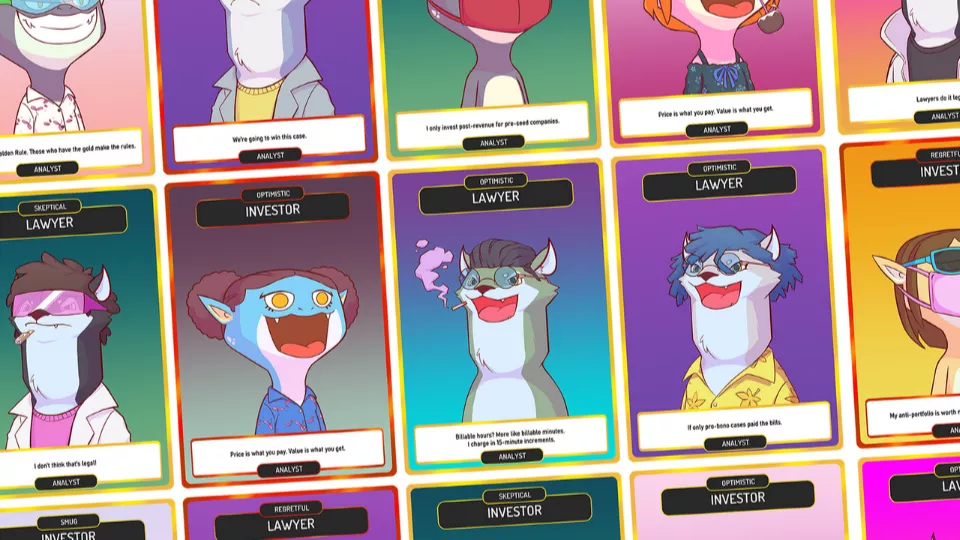 olden Rule. Those who have the gold make the rules.
ANALYST
We're going to win this case.
ANALYST
I only invest post-revenue for pre-seed companies.
ANALYST
Price is what you pay. Value is what you get.
ANALYST
Lawyers do it leg
ANALYST
SKEPTICAL
LAWYER
I don't think that's legal!
ANALYST
OPTIMISTIC
INVESTOR
Price is what you pay. Value is what you get.
ANALYST
OPTIMISTIC
LAWYER
Billable hours? More like billable minutes.
I charge in 15-minute increments.
ANALYST
OPTIMISTIC
LAWYER
If only pro-bono cases paid the bills.
ANALYST
REGRETFU
INVEST
My anti-portfolio is worth
AN
SMUG
INVESTOR
REGRETFUL
LAWYER
SKEPTICAL
INVESTOR
OPTIMISTIC
INVESTOR
OP
LAW